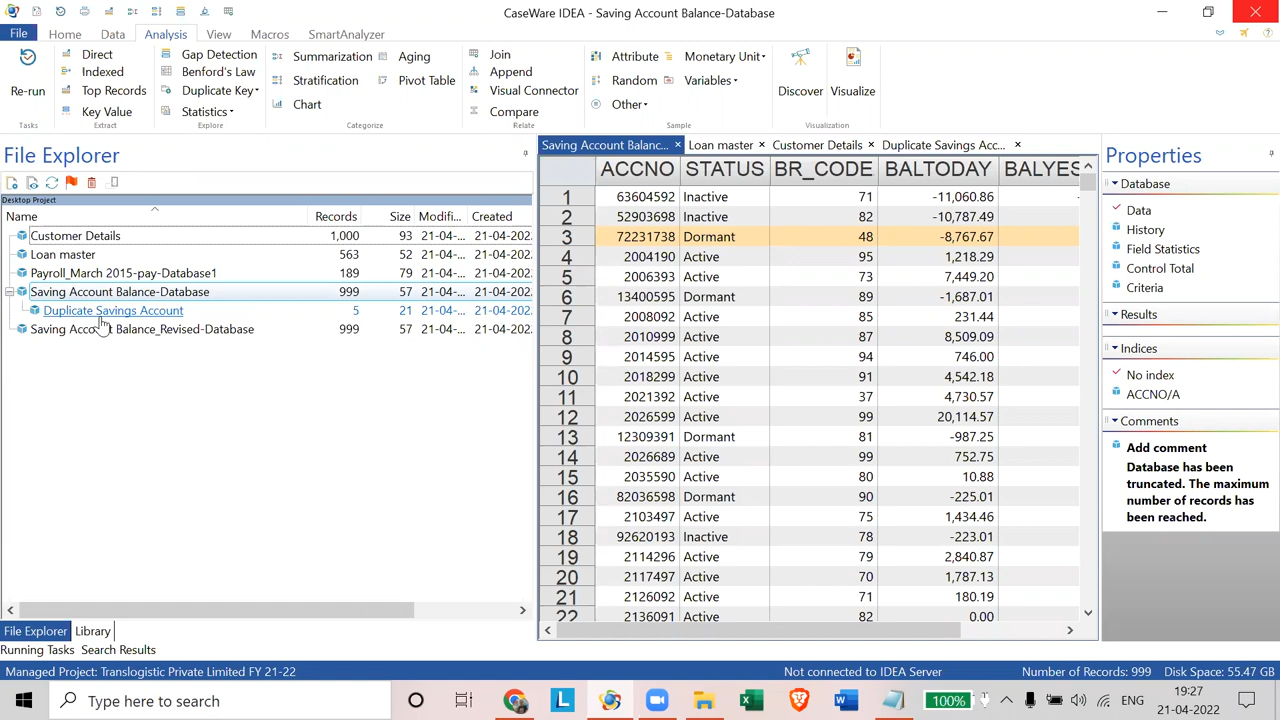 CaseWare IDEA - Saving Account Balance-Database
File Home Data Analysis View Macros SmartAnalyzer
Re-run
Tasks
Direct
Indexed
Top Records
Key Value
Extract
Gap Detection
Benford's Law
Duplicate Key
Statistics
Explore
Summarization
Stratification
Chart
Aging
Pivot Table
Categorize
Join
Append
Visual Connector
Compare
Relate
Attribute
Random
Other
Monetary Unit
Variables
Sample
Discover
Visualize
Visualization
File Explorer
Desktop Project
Name Records Size Modifi... Created
Customer Details 1,000 93 21-04-... 21-04-202
Loan master 563 52 21-04-... 21-04-202
Payroll_March 2015-pay-Database1 189 79 21-04-... 21-04-202
Saving Account Balance-Database 999 57 21-04-... 21-04-202
Duplicate Savings Account 5 21 21-04-... 21-04-202
Saving Account Balance_Revised-Database 999 57 21-04-... 21-04-202
File Explorer Library
Running Tasks Search Results
Saving Account Balanc... Loan master Customer Details Duplicate Savings Acc...
ACCNO STATUS BR_CODE BALTODAY BALYES
1 63604592 Inactive 71 -11,060.86 -
2 52903698 Inactive 82 -10,787.49
3 72231738 Dormant 48 -8,767.67
4 2004190 Active 95 1,218.29
5 2006393 Active 73 7,449.20
6 13400595 Dormant 89 -1,687.01
7 2008092 Active 85 231.44
8 2010999 Active 87 8,509.09
9 2014595 Active 94 746.00
10 2018299 Active 91 4,542.18
11 2021392 Active 37 4,730.57
12 2026599 Active 99 20,114.57
13 12309391 Dormant 81 -987.25
14 2026689 Active 99 752.75
15 2035590 Active 80 10.88
16 82036598 Dormant 90 -225.01
17 2103497 Active 75 1,434.46
18 92620193 Inactive 78 -223.01
19 2114296 Active 79 2,840.87
20 2117497 Active 70 1,787.13
21 2126092 Active 71 180.19
22 2136091 Active 82 0.00
Properties
Database
Data
History
Field Statistics
Control Total
Criteria
Results
Indices
No index
ACCNO/A
Comments
Add comment
Database has been
truncated. The maximum
number of records has
been reached.
Managed Project: Translogistic Private Limited FY 21-22 Not connected to IDEA Server Number of Records: 999 Disk Space: 55.47 GB
Type here to search
100%
ENG
19:27
21-04-2022